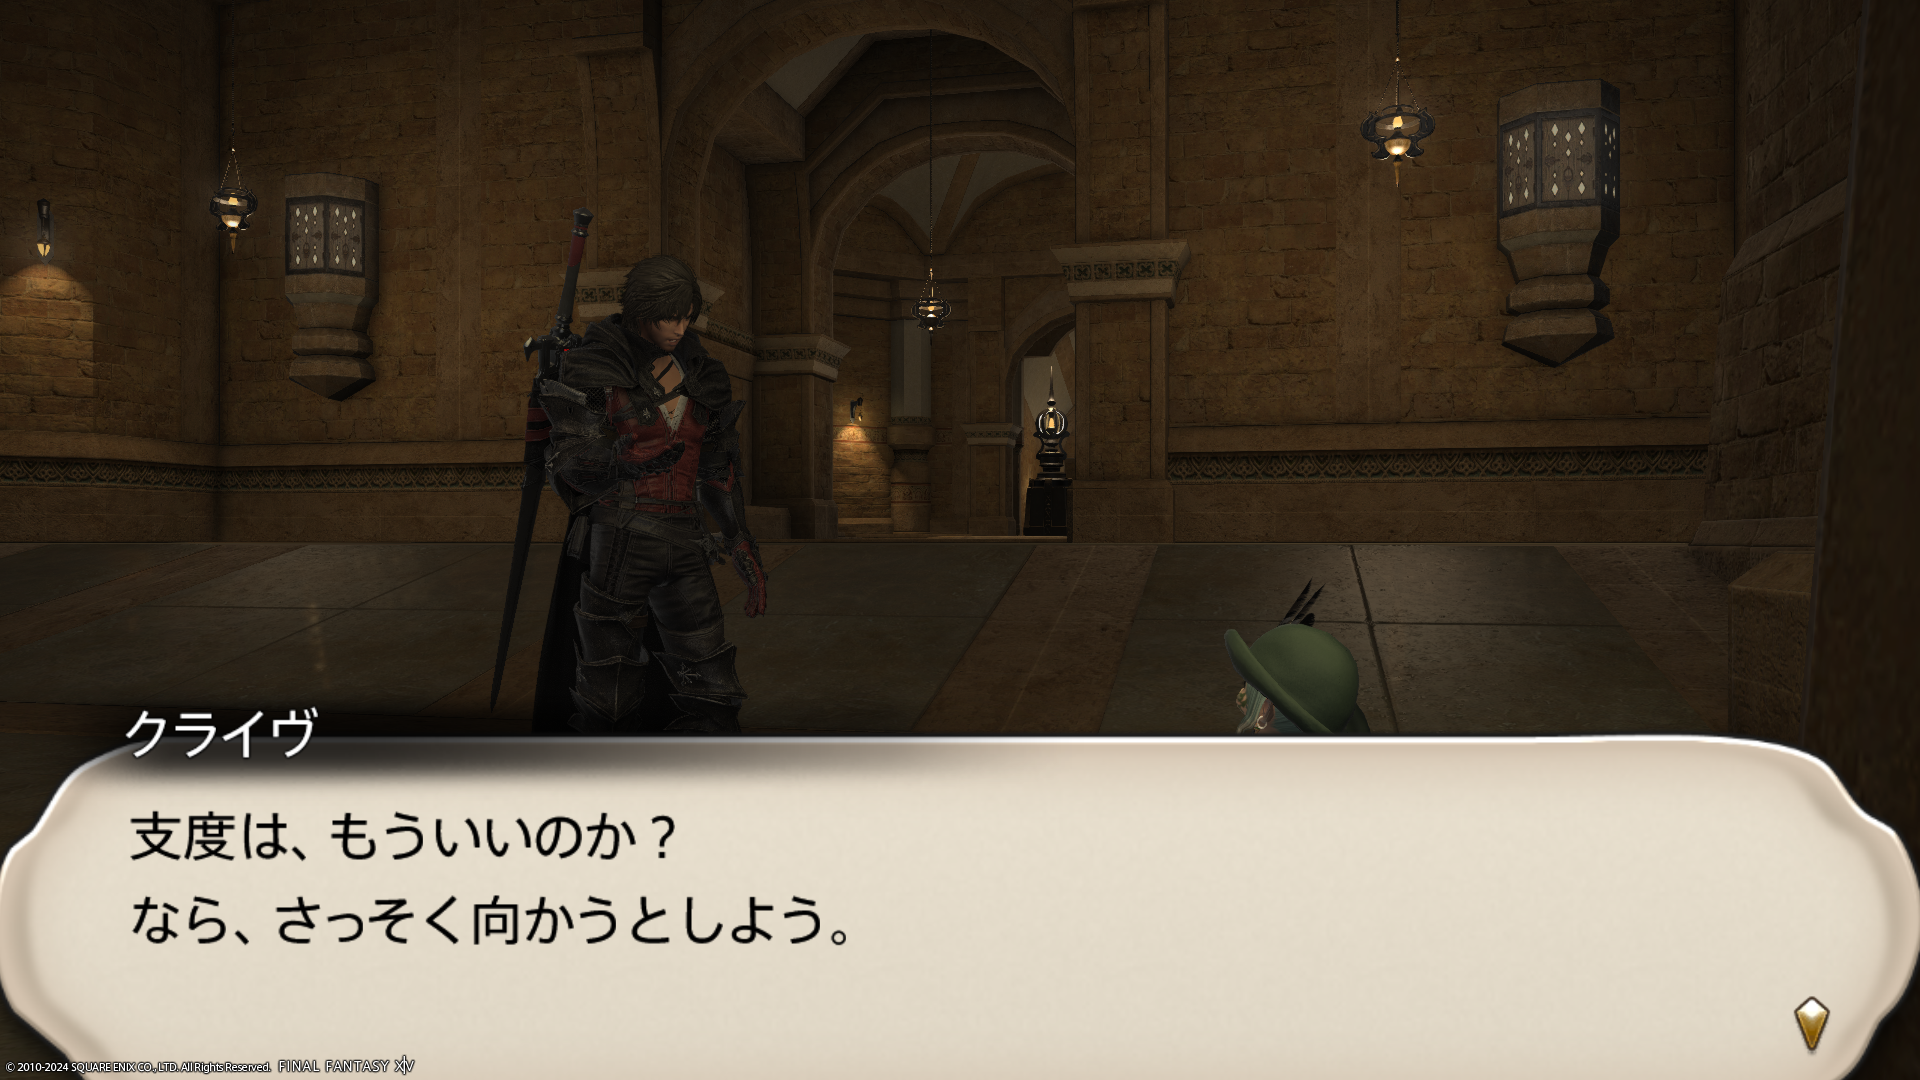 クライヴ
支度は、もういいのか？
なら、さっそく向かうとしよう。
© 2010-2024 SQUARE ENIX CO., LTD. All Rights Reserved. FINAL FANTASY XIV